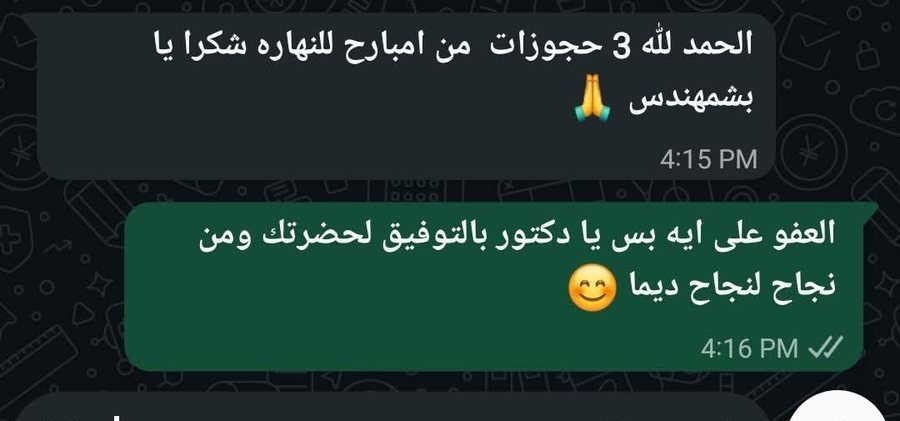 الحمد لله 3 حجوزات من امبارح للنهاره شكرا يا
بشمهندس 🙏
4:15 PM
العفو على ايه بس يا دكتور بالتوفيق لحضرتك ومن
نجاح لنجاح ديما 😊
4:16 PM